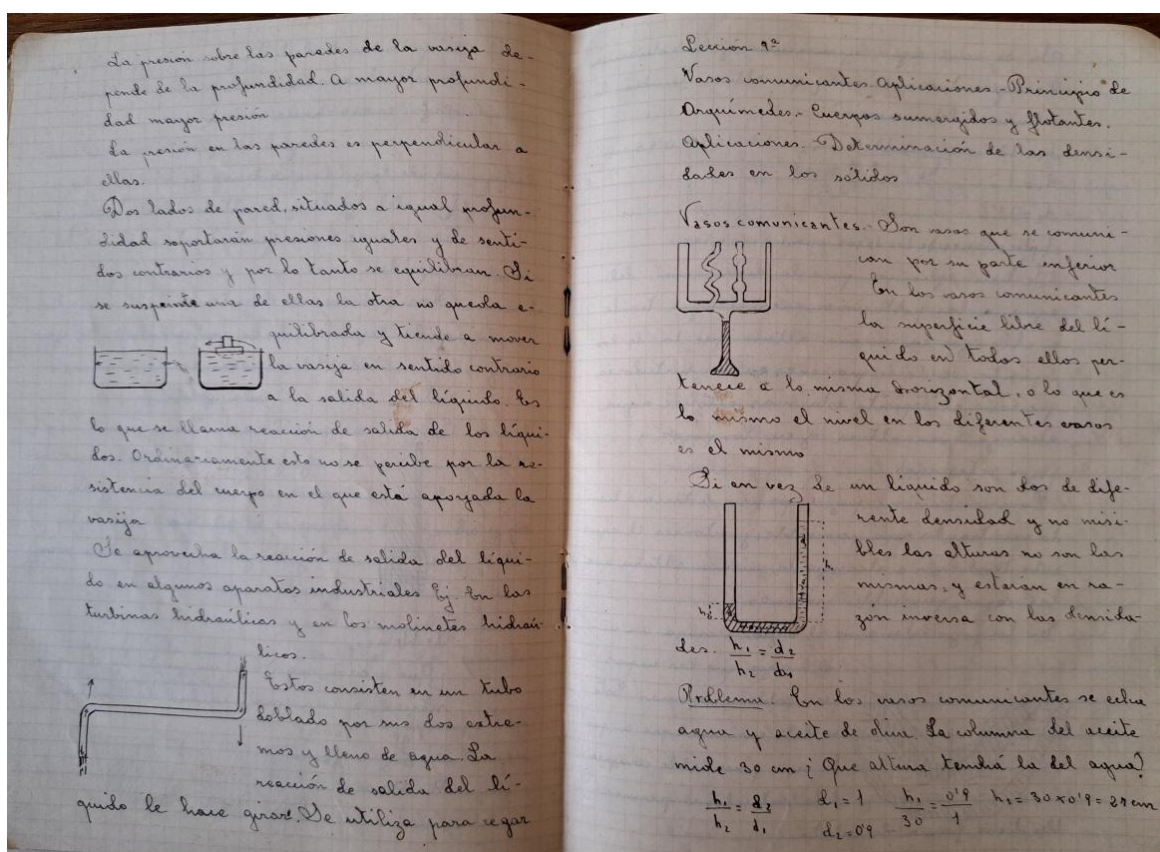 La presión sobre las paredes de la vasija de-
pende de la profundidad. A mayor profundi-
dad mayor presión
La presión en las paredes es perpendicular a
ellas.
Dos lados de pared, situados a igual profun-
didad soportarán presiones iguales y de senti-
dos contrarios y por lo tanto se equilibran. Si
se suprime una de ellas la otra no queda e-
quilibrada y tiende a mover
la vasija en sentido contrario
a la salida del líquido. Es
lo que se llama reacción de salida de los líqui-
dos. Ordinariamente esto no se percibe por la re-
sistencia del cuerpo en el que está apoyada la
vasija
Se aprovecha la reacción de salida del líqui-
do en algunos aparatos industriales Ej. En las
turbinas hidraúlicas y en los molinetes hidraú-
licos.
Estos consisten en un tubo
doblado por sus dos extre-
mos y lleno de agua. La
reacción de salida del lí-
quido le hace girar. Se utiliza para regar
Lección 9ª
Vasos comunicantes. Aplicaciones.- Principio de
Arquímedes.- Cuerpos sumergidos y flotantes.
Aplicaciones.- Determinación de las densi-
dades en los sólidos
Vasos comunicantes.- Son vasos que se comuni-
can por su parte inferior
En los vasos comunicantes
la superficie libre del lí-
quido en todos ellos per-
tenece a la misma horizontal, o lo que es
lo mismo el nivel en los diferentes vasos
es el mismo
Si en vez de un líquido son dos de dife-
rente densidad y no misi-
bles las alturas no son las
mismas, y estarán en ra-
zón inversa con las densida-
des. h₁/h₂ = d₂/d₁
Problema. En los vasos comunicantes se echa
agua y aceite de oliva. La columna del aceite
mide 30 cm ¿Que altura tendrá la del agua?
h₁/h₂ = d₂/d₁ d₁ = 1 h₁/30 = 0'9/1 h₁ = 30 x 0'9 = 27 cm
d₂ = 0'9